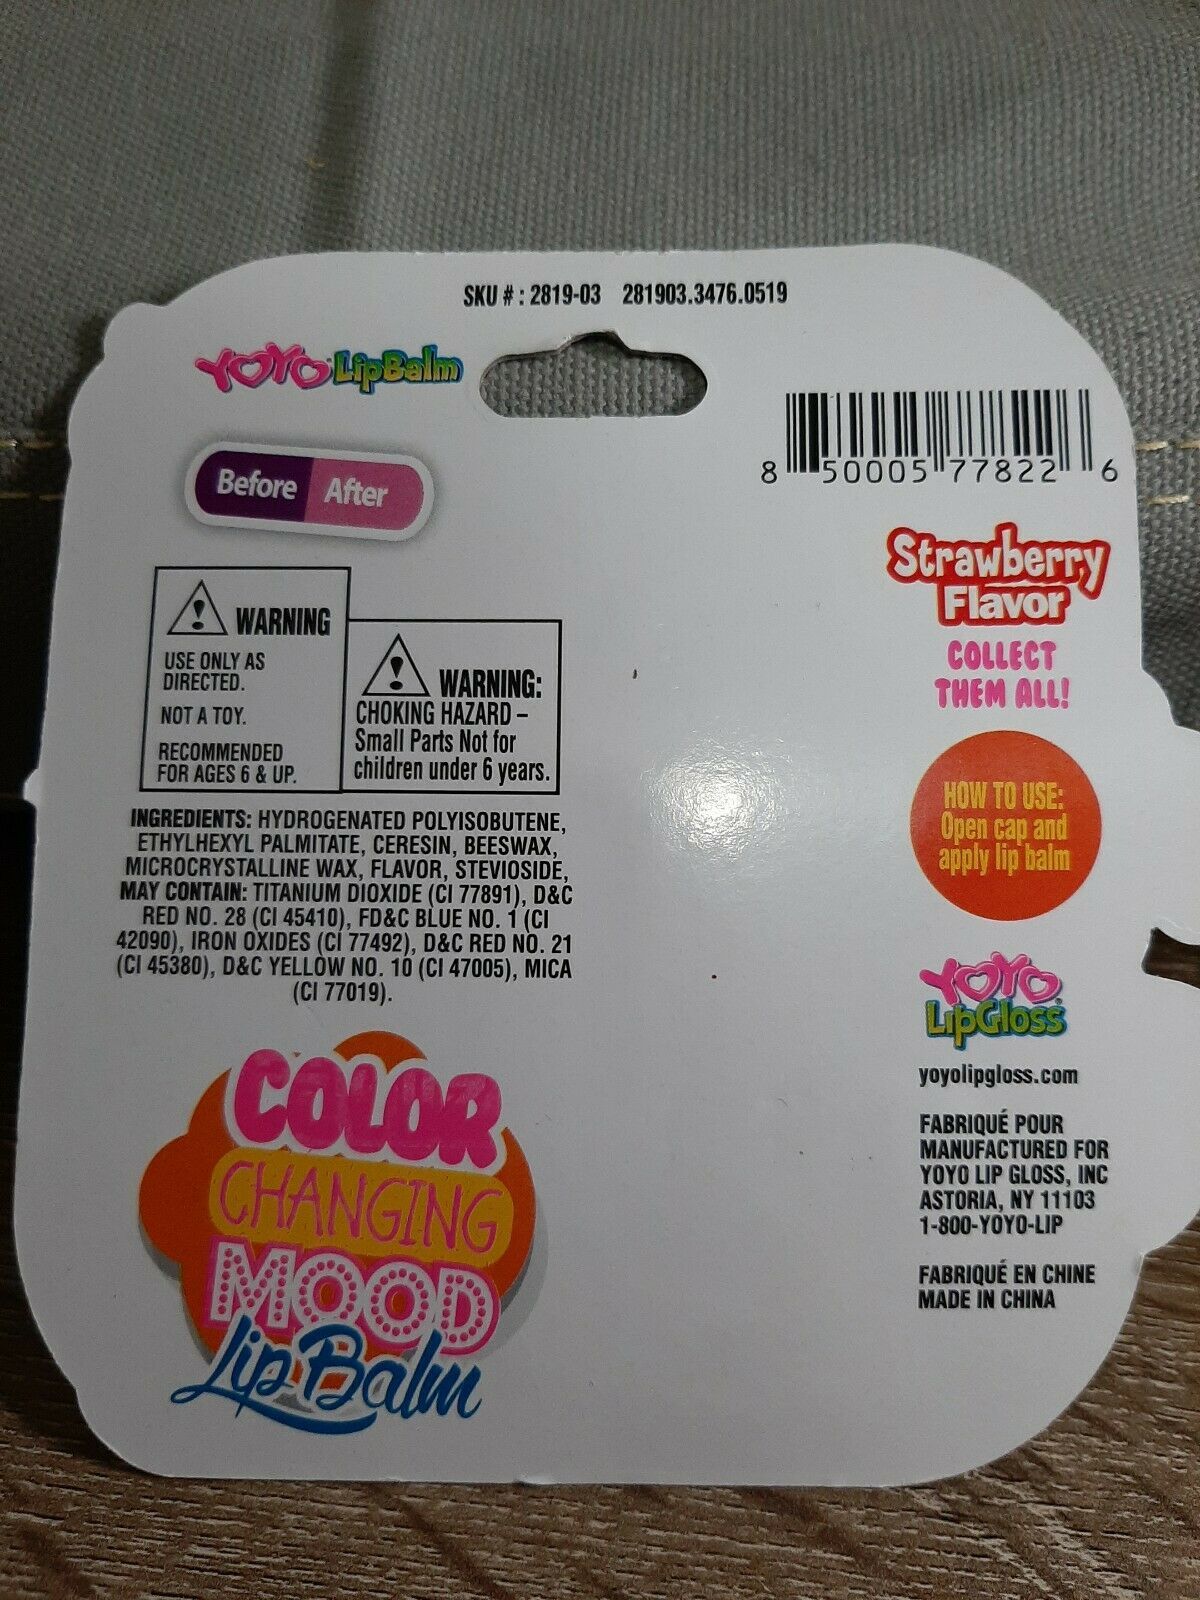 SKU # : 2819-03 281903.3476.0519
YOYO LipBalm
Before After
8 50005 77822 6
WARNING
USE ONLY AS
DIRECTED.
NOT A TOY.
RECOMMENDED
FOR AGES 6 & UP.
WARNING:
CHOKING HAZARD –
Small Parts Not for
children under 6 years.
INGREDIENTS: HYDROGENATED POLYISOBUTENE,
ETHYLHEXYL PALMITATE, CERESIN, BEESWAX,
MICROCRYSTALLINE WAX, FLAVOR, STEVIOSIDE,
MAY CONTAIN: TITANIUM DIOXIDE (CI 77891), D&C
RED NO. 28 (CI 45410), FD&C BLUE NO. 1 (CI
42090), IRON OXIDES (CI 77492), D&C RED NO. 21
(CI 45380), D&C YELLOW NO. 10 (CI 47005), MICA
(CI 77019).
COLOR
CHANGING
MOOD
Lip Balm
Strawberry
Flavor
COLLECT
THEM ALL!
HOW TO USE:
Open cap and
apply lip balm
YOYO
LipGloss®
yoyolipgloss.com
FABRIQUÉ POUR
MANUFACTURED FOR
YOYO LIP GLOSS, INC
ASTORIA, NY 11103
1-800-YOYO-LIP
FABRIQUÉ EN CHINE
MADE IN CHINA